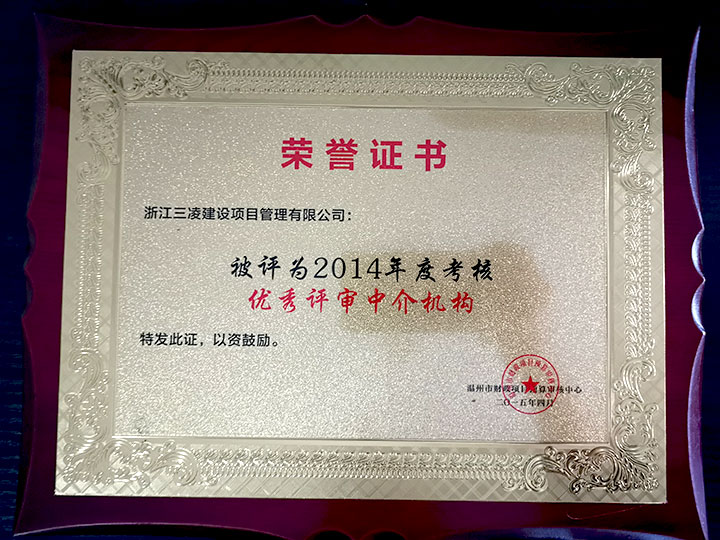 荣誉证书
浙江三凌建设项目管理有限公司：
被评为2014年度考核
优秀评审中介机构
特发此证，以资鼓励。
温州市财政项目预算审核中心
二〇一五年四月